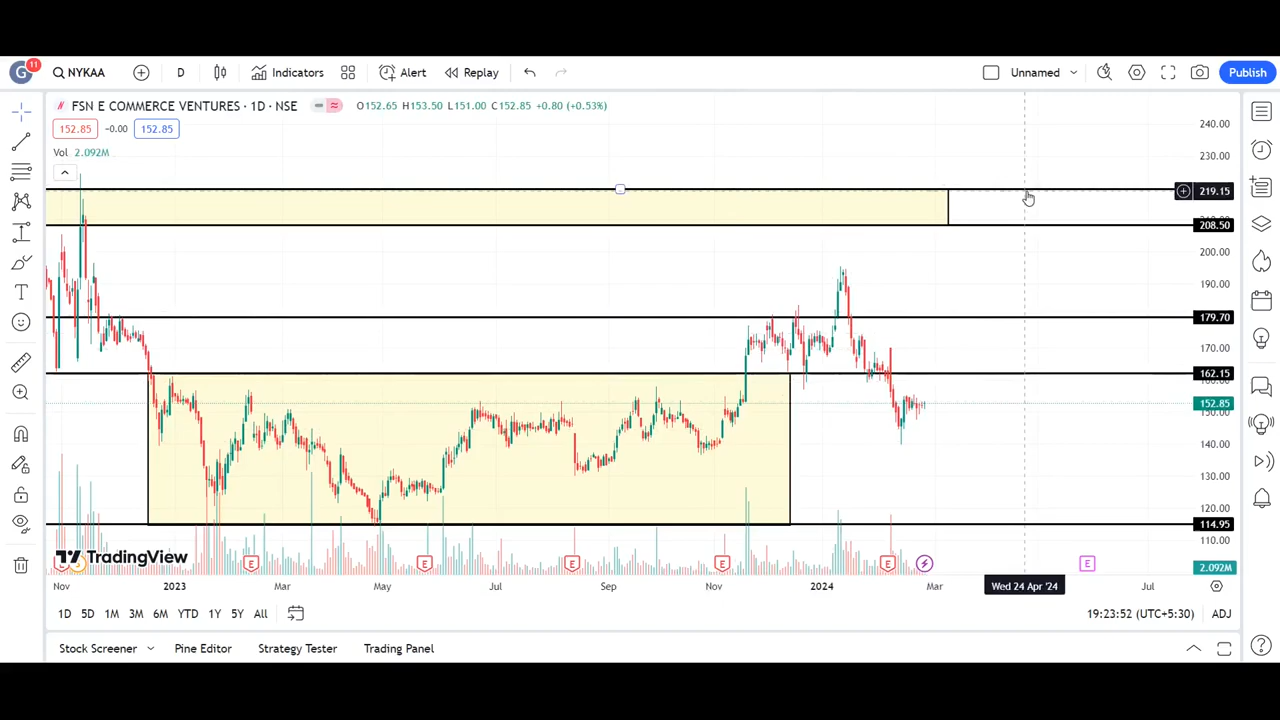 G 11 NYKAA D Indicators Alert Replay Unnamed Publish
FSN E COMMERCE VENTURES · 1D · NSE O152.65 H153.50 L151.00 C152.85 +0.80 (+0.53%)
152.85 -0.00 152.85
Vol 2.092M
240.00
230.00
219.15
208.50
200.00
190.00
179.70
170.00
162.15
152.85
150.00
140.00
130.00
120.00
114.95
110.00
TradingView
E E E E E E
2.092M
Nov 2023 Mar May Jul Sep Nov 2024 Mar Wed 24 Apr '24 Jul
1D 5D 1M 3M 6M YTD 1Y 5Y All 19:23:52 (UTC+5:30) ADJ
Stock Screener Pine Editor Strategy Tester Trading Panel